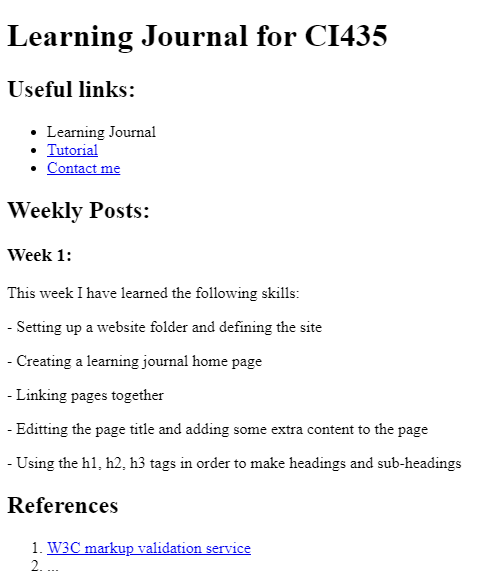 Learning Journal for CI435
Useful links:
• Learning Journal
• Tutorial
• Contact me
Weekly Posts:
Week 1:
This week I have learned the following skills:
- Setting up a website folder and defining the site
- Creating a learning journal home page
- Linking pages together
- Editting the page title and adding some extra content to the page
- Using the h1, h2, h3 tags in order to make headings and sub-headings
References
1. W3C markup validation service
2. ...